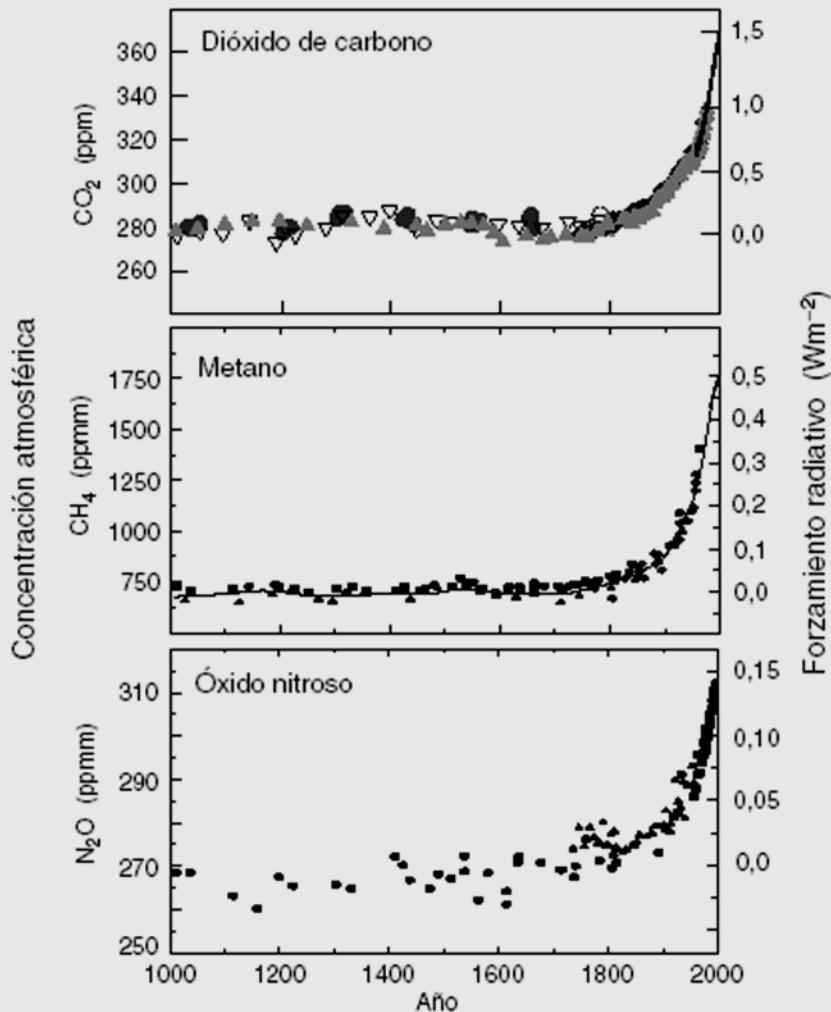 Concentración atmosférica
Forzamiento radiativo (Wm⁻²)
Dióxido de carbono
CO₂ (ppm)
360
340
320
300
280
260
1,5
1,0
0,5
0,0
Metano
CH₄ (ppmm)
1750
1500
1250
1000
750
0,5
0,4
0,3
0,2
0,1
0,0
Óxido nitroso
N₂O (ppmm)
310
290
270
250
0,15
0,10
0,05
0,0
1000 1200 1400 1600 1800 2000
Año